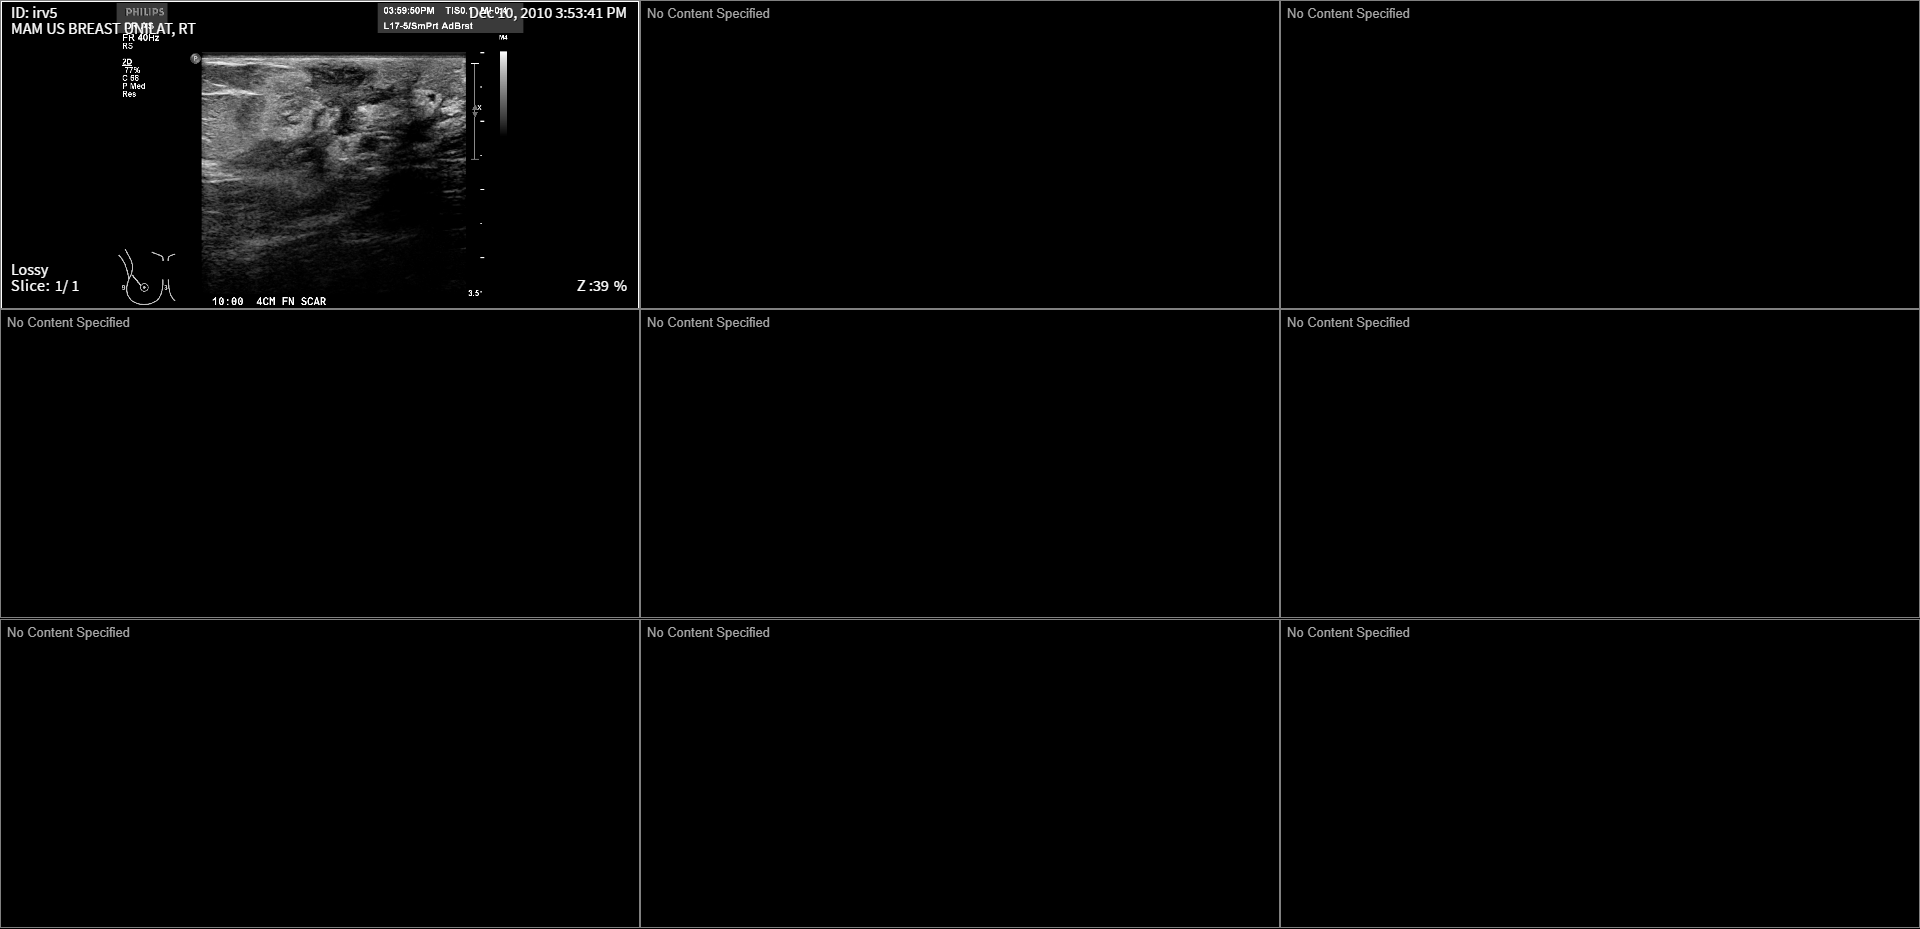 ID: irv5
PHILIPS
03:59:50PM
Dec 10, 2010 3:53:41 PM
MAM US BREAST UNILAT, RT
L17-5/SmPrt AdBrst
FR 40Hz
RS
M4
2D
77%
P Med
Res
Lossy
Slice: 1/ 1
Z :39 %
3.5
10:00 4CM FN SCAR
No Content Specified
No Content Specified
No Content Specified
No Content Specified
No Content Specified
No Content Specified
No Content Specified
No Content Specified